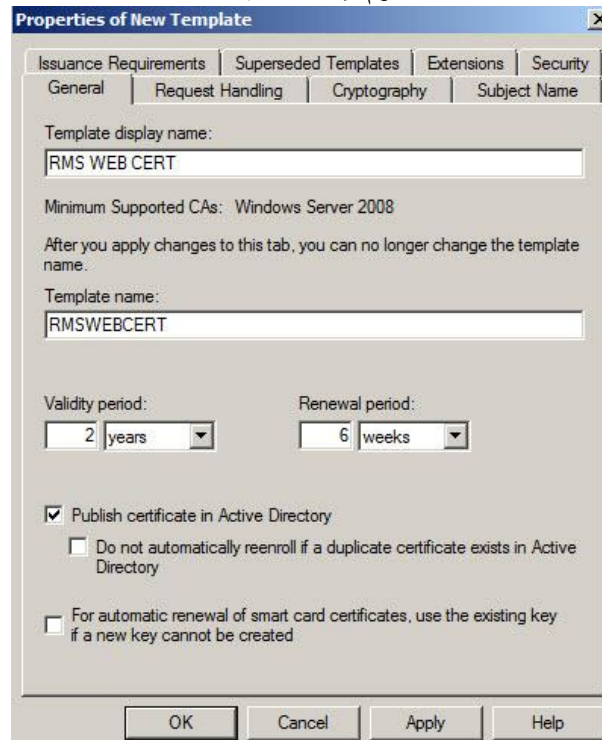 Properties of New Template
Issuance Requirements Superseded Templates Extensions Security
General Request Handling Cryptography Subject Name
Template display name:
RMS WEB CERT
Minimum Supported CAs: Windows Server 2008
After you apply changes to this tab, you can no longer change the template
name.
Template name:
RMSWEBCERT
Validity period: Renewal period:
2 years 6 weeks
Publish certificate in Active Directory
Do not automatically reenroll if a duplicate certificate exists in Active
Directory
For automatic renewal of smart card certificates, use the existing key
if a new key cannot be created
OK Cancel Apply Help